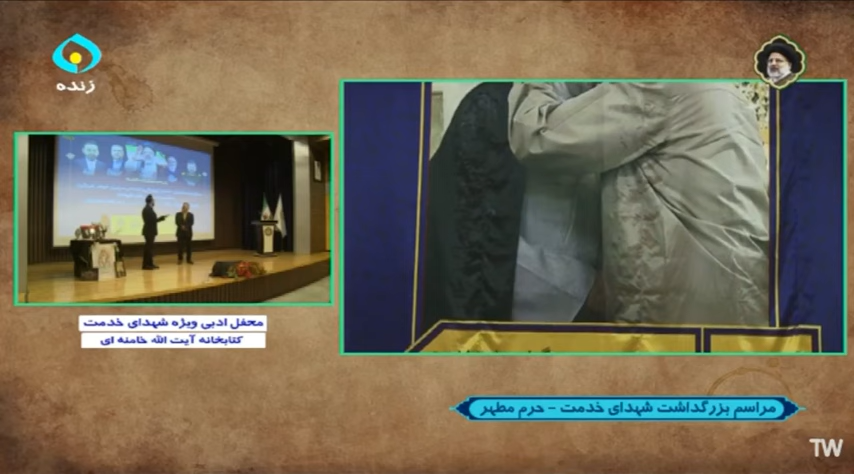 زنده
محفل ادبی ویژه شهدای خدمت
کتابخانه آیت الله خامنه ای
مراسم بزرگداشت شهدای خدمت - حرم مطهر
TW